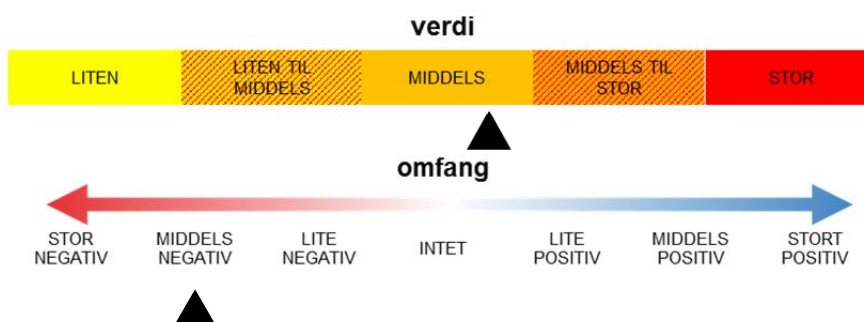 verdi
LITEN
LITEN TIL
MIDDELS
MIDDELS
MIDDELS TIL
STOR
STOR
omfang
STOR
NEGATIV
MIDDELS
NEGATIV
LITE
NEGATIV
INTET
LITE
POSITIV
MIDDELS
POSITIV
STORT
POSITIV